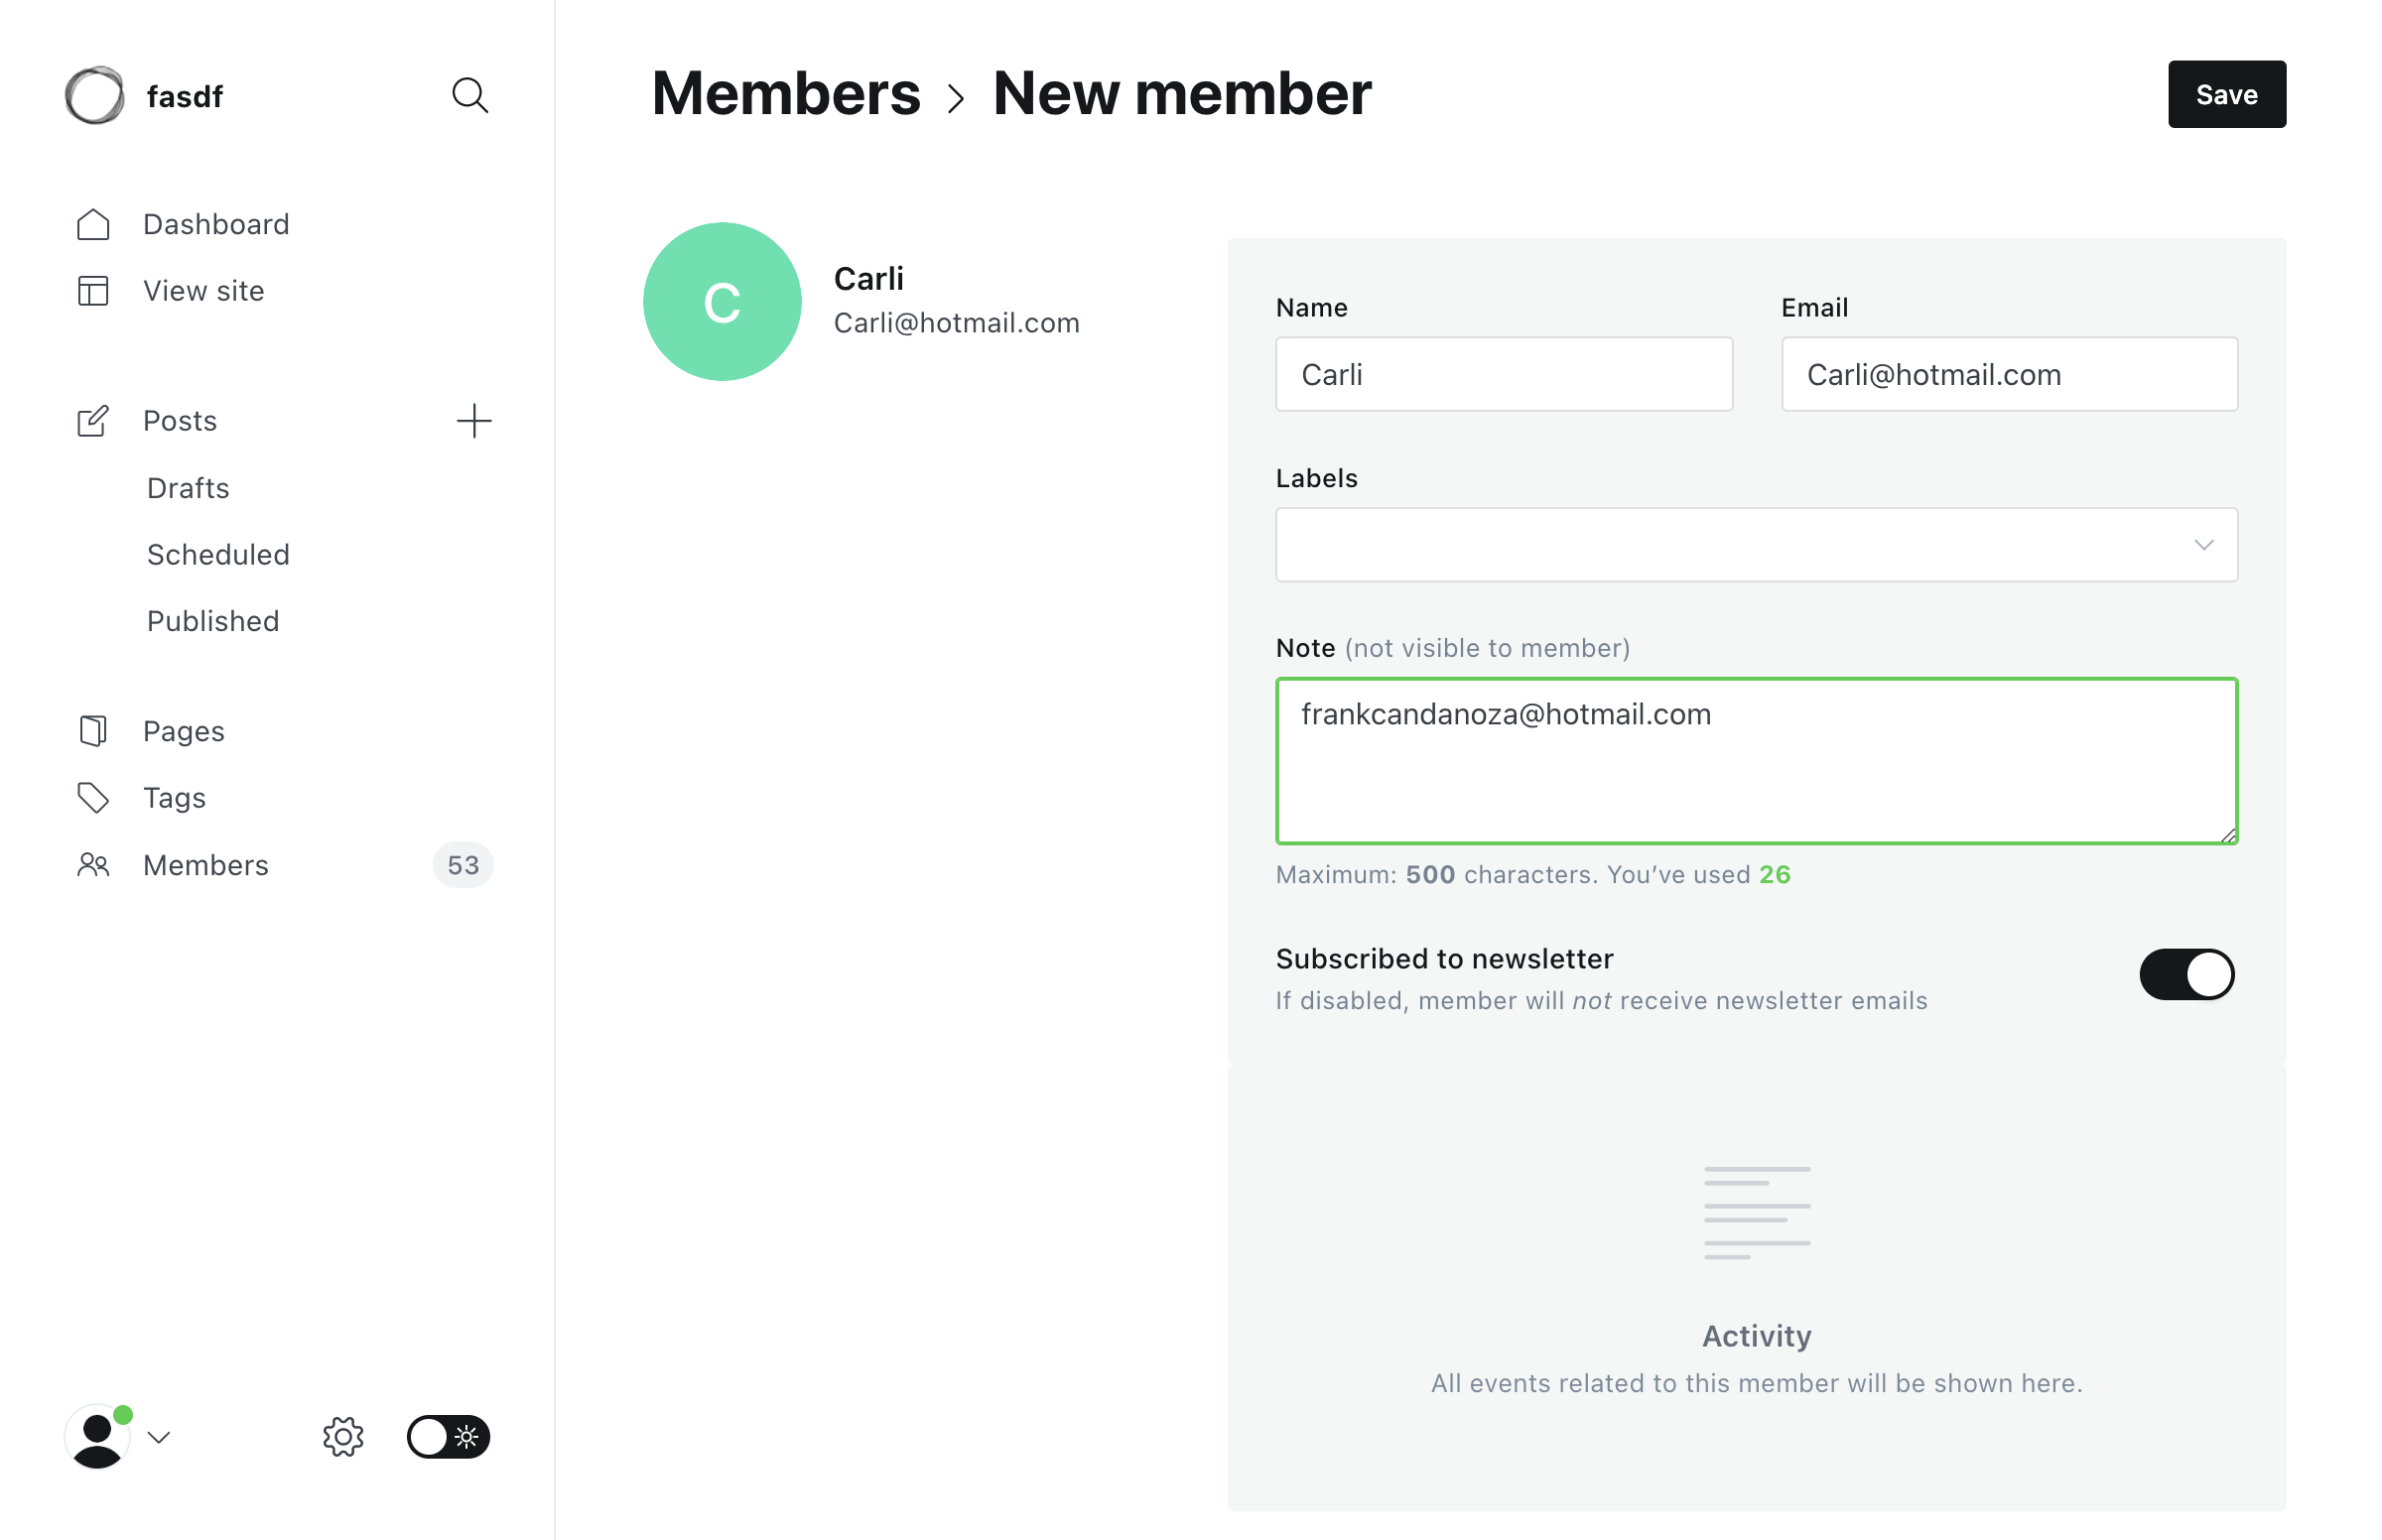 fasdf
Dashboard
View site
Posts
Drafts
Scheduled
Published
Pages
Tags
Members 53
Members > New member
Save
C
Carli
Carli@hotmail.com
Name
Carli
Email
Carli@hotmail.com
Labels
Note (not visible to member)
frankcandanoza@hotmail.com
Maximum: 500 characters. You’ve used 26
Subscribed to newsletter
If disabled, member will not receive newsletter emails
Activity
All events related to this member will be shown here.